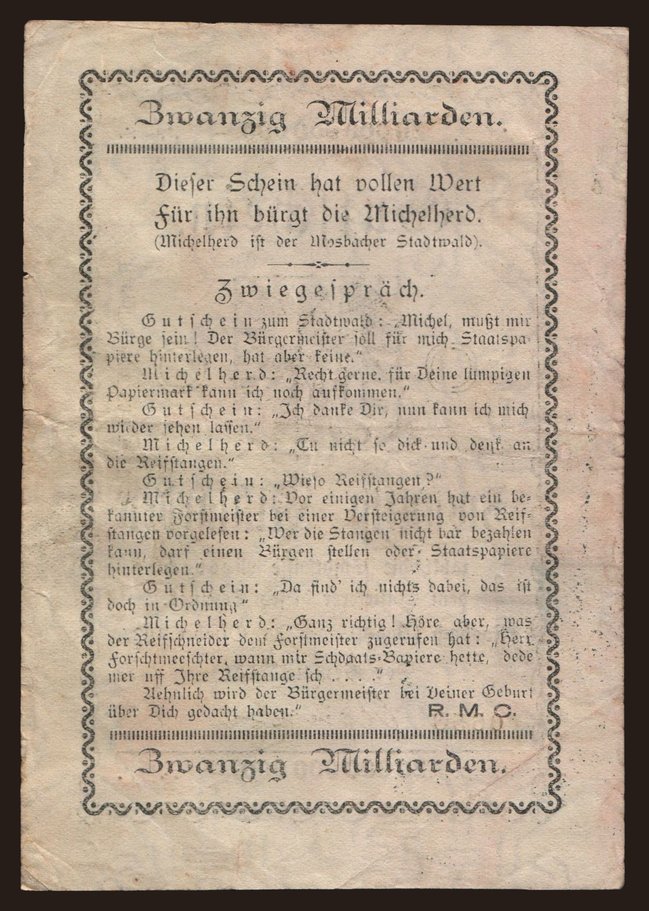 Zwanzig Milliarden.
Dieser Schein hat vollen Wert
Für ihn bürgt die Michelherd.
(Michelherd ist der Mosbacher Stadtwald).
Zwiegespräch.
Gutschein zum Stadtwald: „Michel, mußt mir
Bürge sein! Der Bürgermeister soll für mich Staatspa-
piere hinterlegen, hat aber keine.“
Michelherd: „Recht gerne, für Deine lumpigen
Papiermark kann ich noch aufkommen.“
Gutschein: „Ich danke Dir, nun kann ich mich
wieder sehen lassen.“
Michelherd: „Tu nicht so dick und denk an
die Reifstangen.“
Gutschein: „Wieso Reifstangen?“
Michelherd: Vor einigen Jahren hat ein be-
kannter Forstmeister bei einer Versteigerung von Reif-
stangen vorgelesen: „Wer die Stangen nicht bar bezahlen
kann, darf einen Bürgen stellen oder Staatspapiere
hinterlegen.“
Gutschein: „Da find' ich nichts dabei, das ist
doch in Ordnung“
Michelherd: „Ganz richtig! Höre aber, was
der Reifschneider dem Forstmeister zugerufen hat: „Herr
Forschtmeeschter, wann mir Schdaats-Bapiere hette, dede
mer uff Ihre Reifstange sch . . . .“
Aehnlich wird der Bürgermeister bei Deiner Geburt
über Dich gedacht haben.“ R. M. C.
Zwanzig Milliarden.